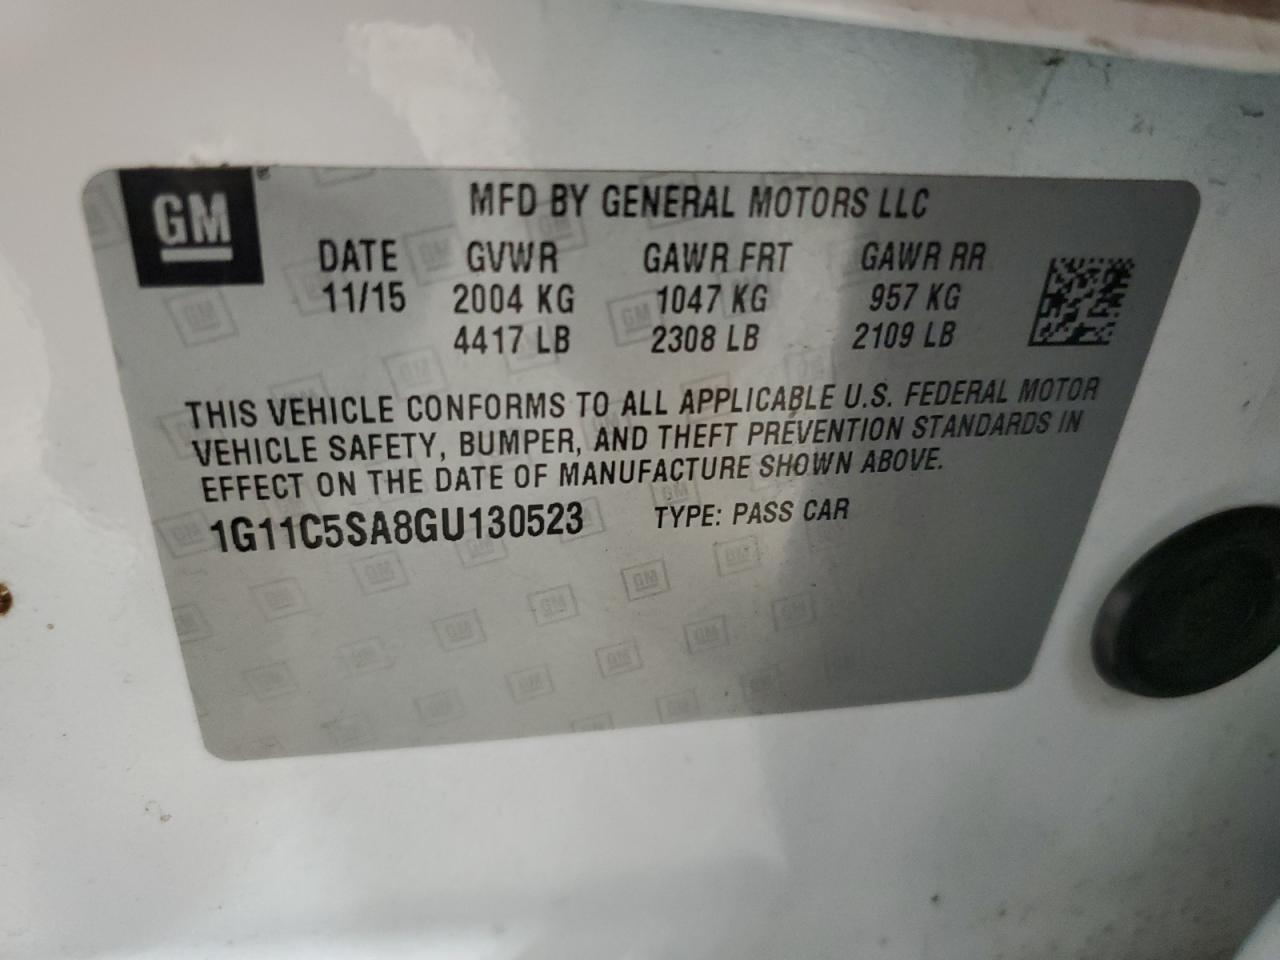 GM
MFD BY GENERAL MOTORS LLC
DATE GVWR GAWR FRT GAWR RR
11/15 2004 KG 1047 KG 957 KG
4417 LB 2308 LB 2109 LB
THIS VEHICLE CONFORMS TO ALL APPLICABLE U.S. FEDERAL MOTOR
VEHICLE SAFETY, BUMPER, AND THEFT PREVENTION STANDARDS IN
EFFECT ON THE DATE OF MANUFACTURE SHOWN ABOVE.
1G11C5SA8GU130523 TYPE: PASS CAR